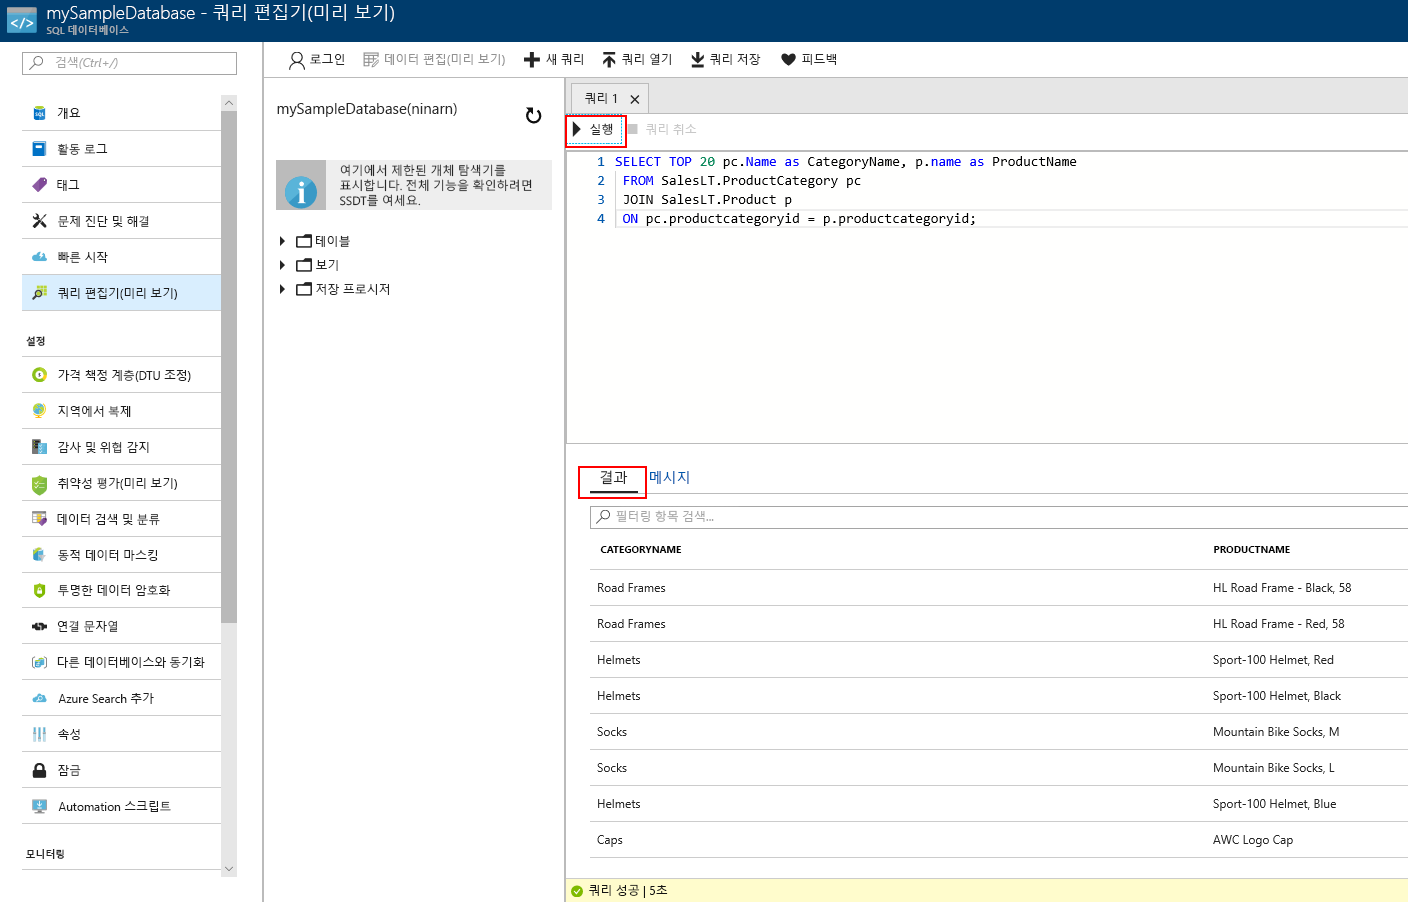 mySampleDatabase - 쿼리 편집기(미리 보기)
SQL 데이터베이스
검색(Ctrl+/)
개요
활동 로그
태그
문제 진단 및 해결
빠른 시작
쿼리 편집기(미리 보기)
설정
가격 책정 계층(DTU 조정)
지역에서 복제
감사 및 위협 감지
취약성 평가(미리 보기)
데이터 검색 및 분류
동적 데이터 마스킹
투명한 데이터 암호화
연결 문자열
다른 데이터베이스와 동기화
Azure Search 추가
속성
잠금
Automation 스크립트
모니터링
로그인 데이터 편집(미리 보기) 새 쿼리 쿼리 열기 쿼리 저장 피드백
mySampleDatabase(ninarn)
여기에서 제한된 개체 탐색기를
표시합니다. 전체 기능을 확인하려면
SSDT를 여세요.
테이블
보기
저장 프로시저
쿼리 1
실행 쿼리 취소
1 SELECT TOP 20 pc.Name as CategoryName, p.name as ProductName
2 FROM SalesLT.ProductCategory pc
3 JOIN SalesLT.Product p
4 ON pc.productcategoryid = p.productcategoryid;
결과 메시지
필터링 항목 검색...
CATEGORYNAME PRODUCTNAME
Road Frames HL Road Frame - Black, 58
Road Frames HL Road Frame - Red, 58
Helmets Sport-100 Helmet, Red
Helmets Sport-100 Helmet, Black
Socks Mountain Bike Socks, M
Socks Mountain Bike Socks, L
Helmets Sport-100 Helmet, Blue
Caps AWC Logo Cap
쿼리 성공 | 5초